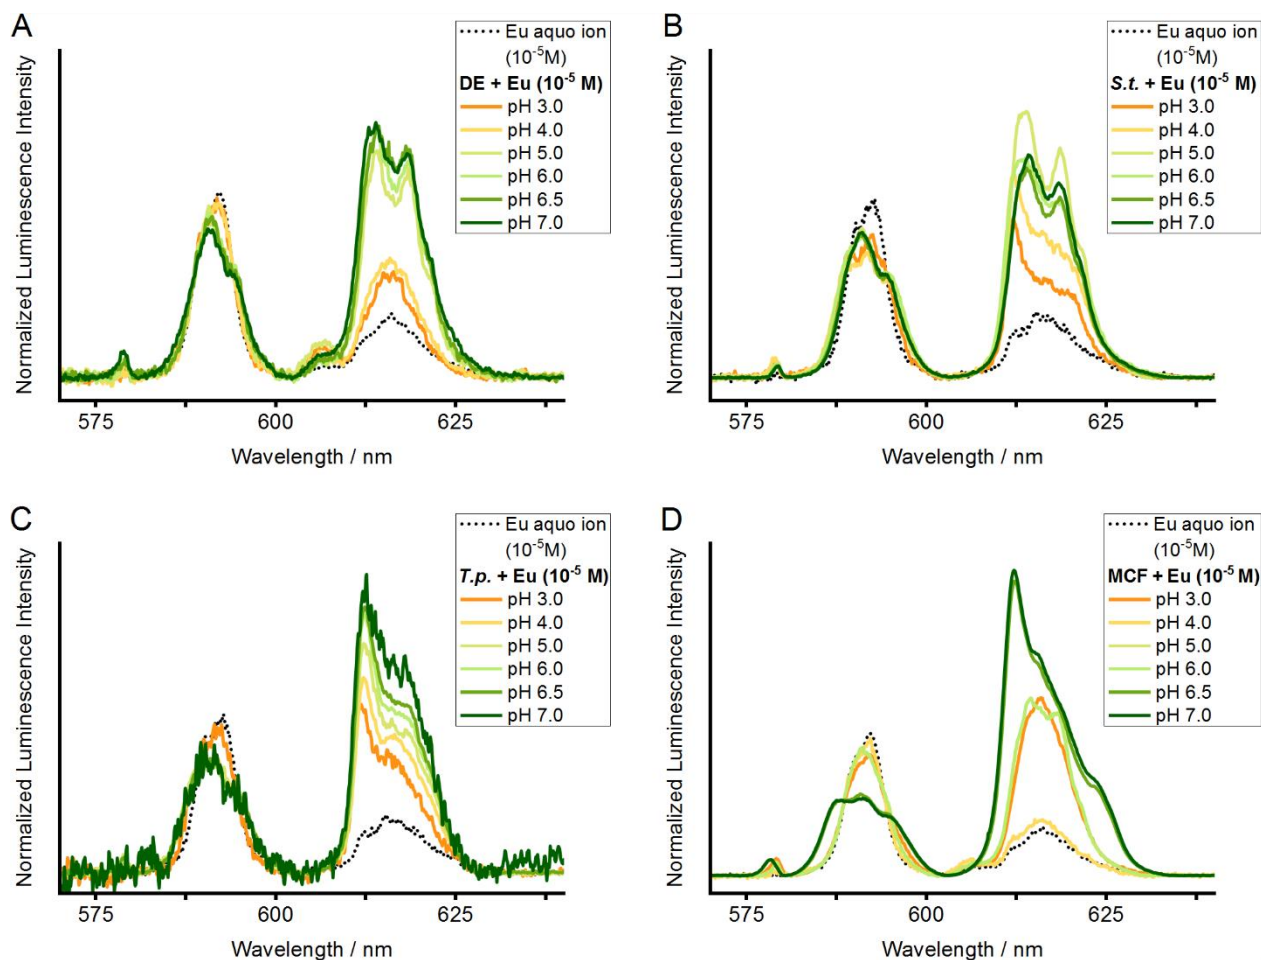 A
Normalized Luminescence Intensity
Eu aquo ion
(10⁻⁵M)
DE + Eu (10⁻⁵ M)
pH 3.0
pH 4.0
pH 5.0
pH 6.0
pH 6.5
pH 7.0
575
600
625
Wavelength / nm
B
Normalized Luminescence Intensity
Eu aquo ion
(10⁻⁵M)
S.t. + Eu (10⁻⁵ M)
pH 3.0
pH 4.0
pH 5.0
pH 6.0
pH 6.5
pH 7.0
575
600
625
Wavelength / nm
C
Normalized Luminescence Intensity
Eu aquo ion
(10⁻⁵M)
T.p. + Eu (10⁻⁵ M)
pH 3.0
pH 4.0
pH 5.0
pH 6.0
pH 6.5
pH 7.0
575
600
625
Wavelength / nm
D
Normalized Luminescence Intensity
Eu aquo ion
(10⁻⁵M)
MCF + Eu (10⁻⁵ M)
pH 3.0
pH 4.0
pH 5.0
pH 6.0
pH 6.5
pH 7.0
575
600
625
Wavelength / nm